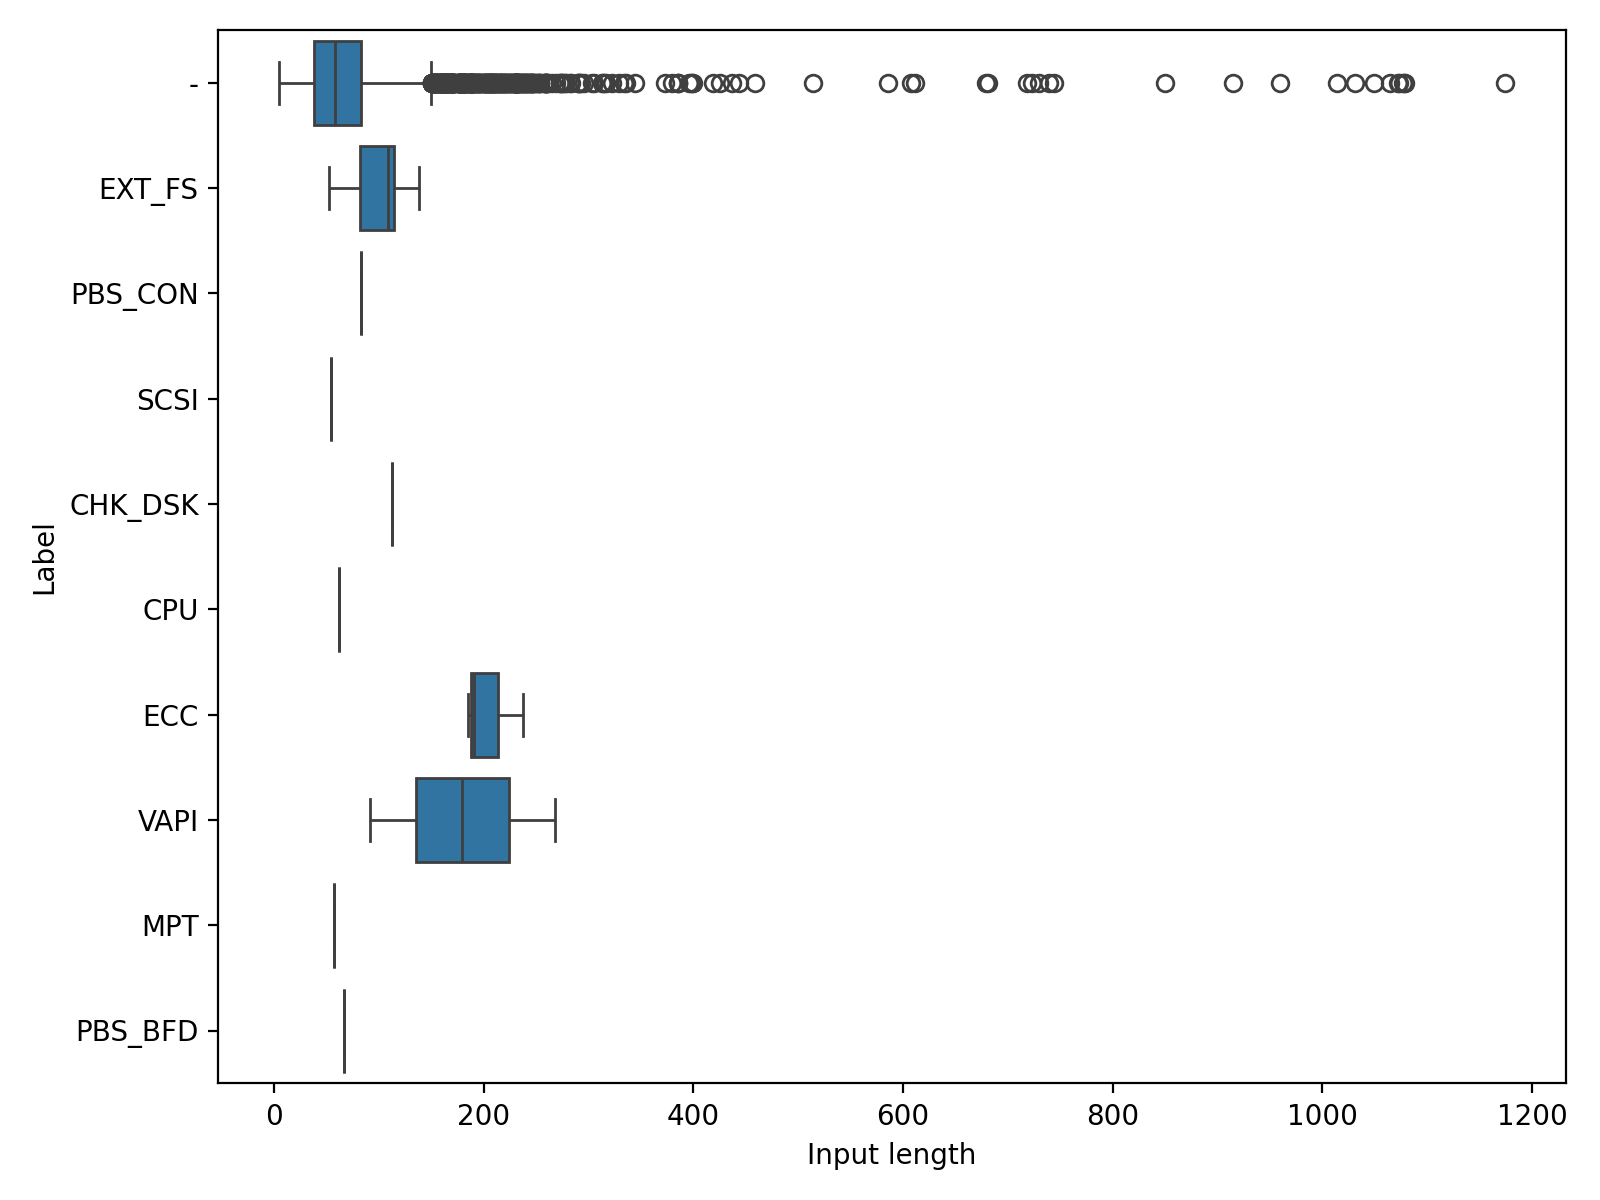 -
EXT_FS
PBS_CON
SCSI
CHK_DSK
CPU
ECC
VAPI
MPT
PBS_BFD
Label
0 200 400 600 800 1000 1200
Input length